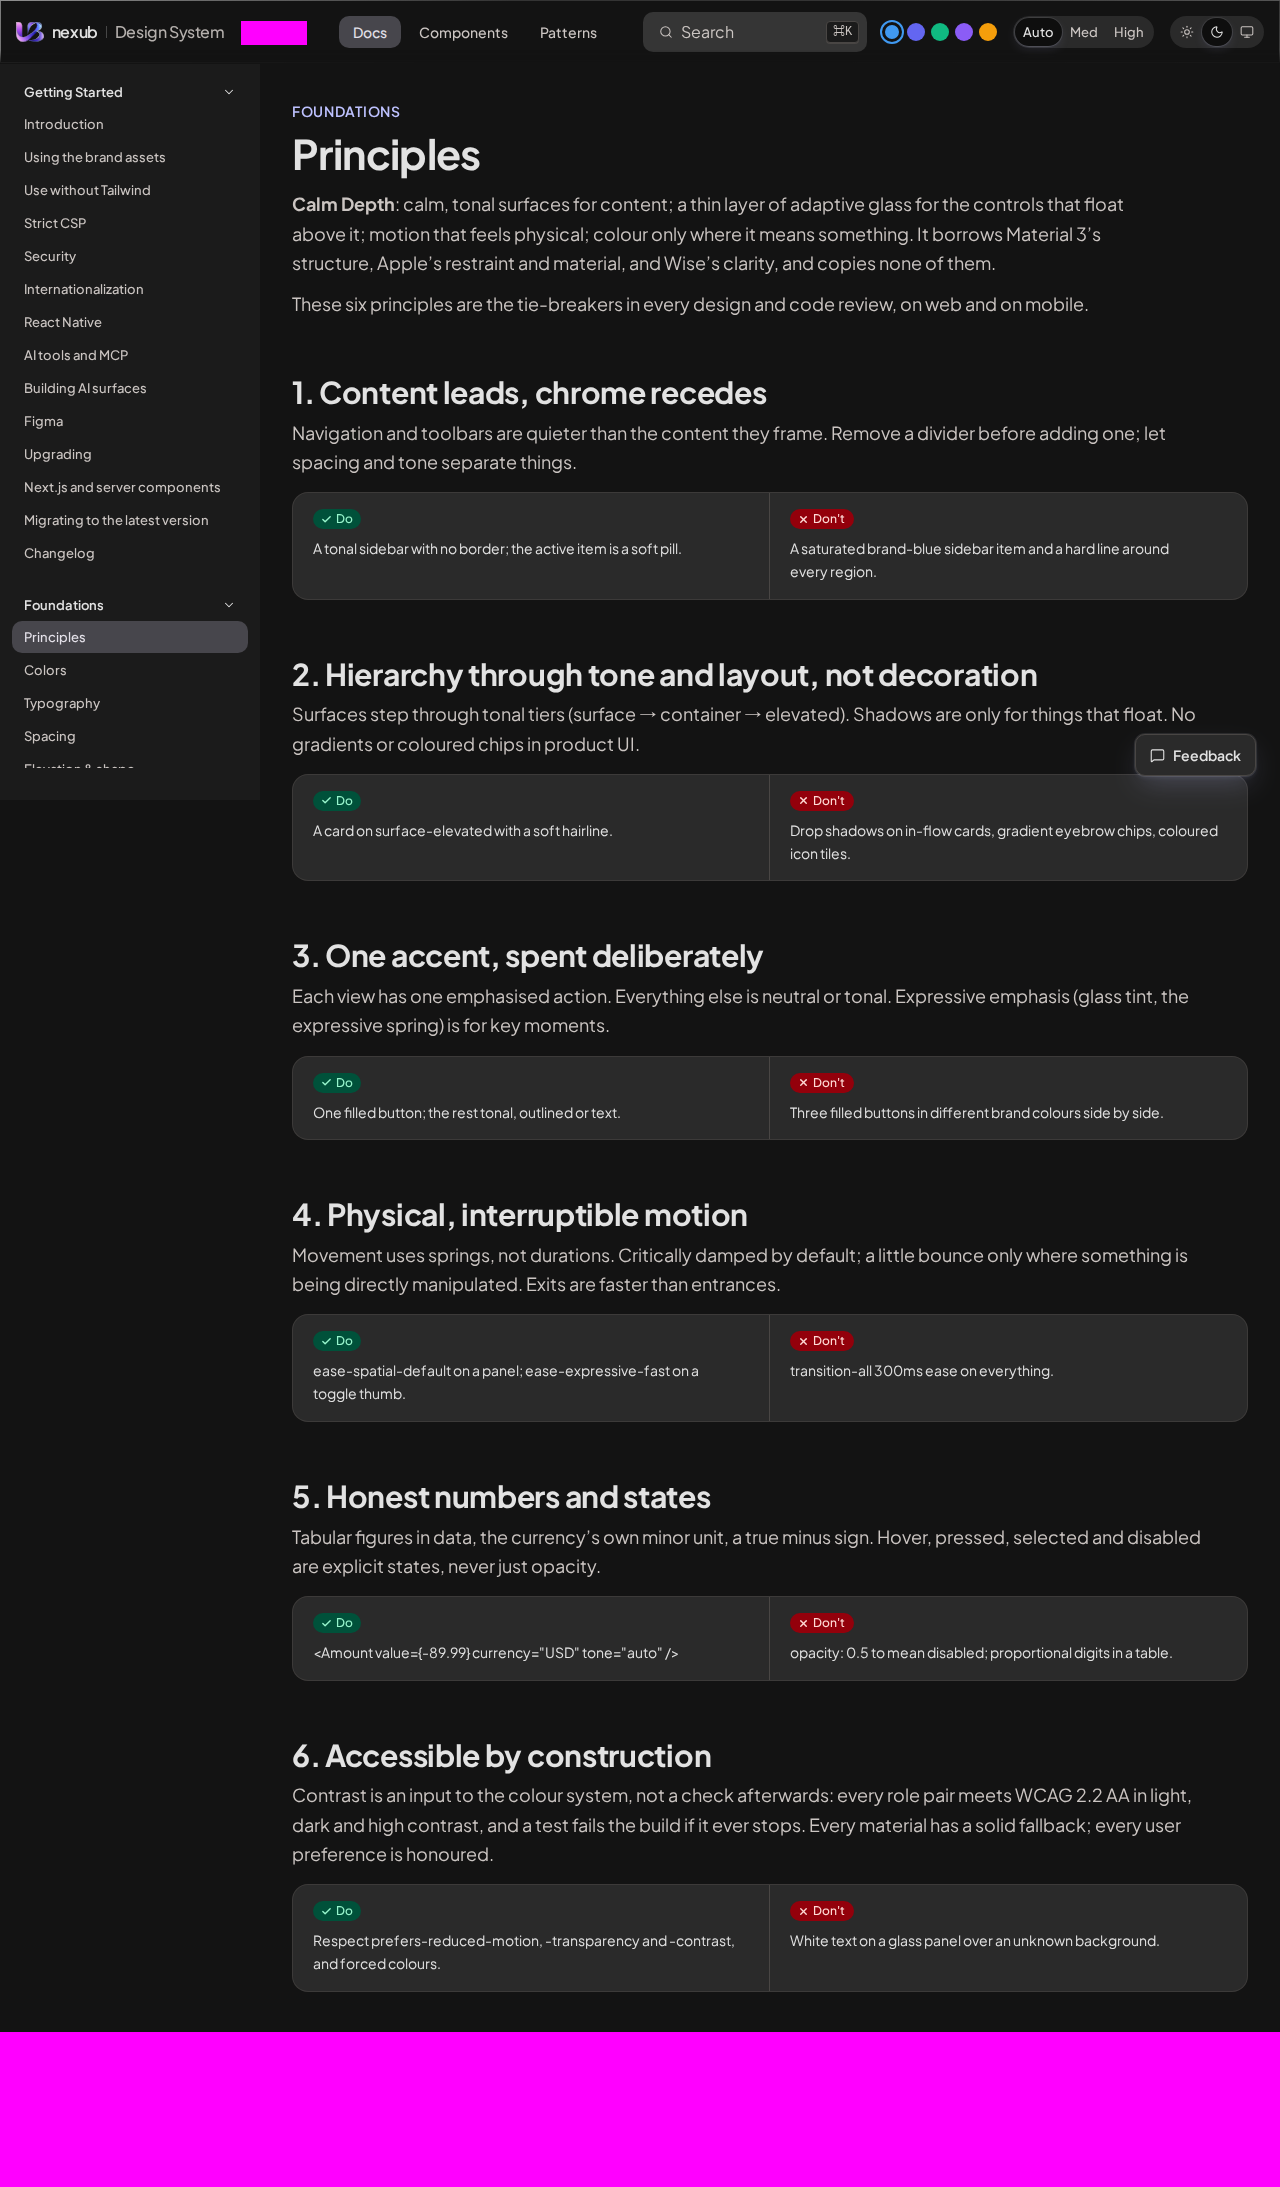 nexub
Design System
Docs
Components
Patterns
Search
⌘K
Auto
Med
High
Getting Started
Introduction
Using the brand assets
Use without Tailwind
Strict CSP
Security
Internationalization
React Native
AI tools and MCP
Building AI surfaces
Figma
Upgrading
Next.js and server components
Migrating to the latest version
Changelog
Foundations
Principles
Colors
Typography
Spacing
Elevation & shape
FOUNDATIONS
Principles
Calm Depth: calm, tonal surfaces for content; a thin layer of adaptive glass for the controls that float
above it; motion that feels physical; colour only where it means something. It borrows Material 3’s
structure, Apple’s restraint and material, and Wise’s clarity, and copies none of them.
These six principles are the tie-breakers in every design and code review, on web and on mobile.
1. Content leads, chrome recedes
Navigation and toolbars are quieter than the content they frame. Remove a divider before adding one; let
spacing and tone separate things.
Do
A tonal sidebar with no border; the active item is a soft pill.
Don't
A saturated brand-blue sidebar item and a hard line around
every region.
2. Hierarchy through tone and layout, not decoration
Surfaces step through tonal tiers (surface → container → elevated). Shadows are only for things that float. No
gradients or coloured chips in product UI.
Feedback
Do
A card on surface-elevated with a soft hairline.
Don't
Drop shadows on in-flow cards, gradient eyebrow chips, coloured
icon tiles.
3. One accent, spent deliberately
Each view has one emphasised action. Everything else is neutral or tonal. Expressive emphasis (glass tint, the
expressive spring) is for key moments.
Do
One filled button; the rest tonal, outlined or text.
Don't
Three filled buttons in different brand colours side by side.
4. Physical, interruptible motion
Movement uses springs, not durations. Critically damped by default; a little bounce only where something is
being directly manipulated. Exits are faster than entrances.
Do
ease-spatial-default on a panel; ease-expressive-fast on a
toggle thumb.
Don't
transition-all 300ms ease on everything.
5. Honest numbers and states
Tabular figures in data, the currency’s own minor unit, a true minus sign. Hover, pressed, selected and disabled
are explicit states, never just opacity.
Do
<Amount value={-89.99} currency="USD" tone="auto" />
Don't
opacity: 0.5 to mean disabled; proportional digits in a table.
6. Accessible by construction
Contrast is an input to the colour system, not a check afterwards: every role pair meets WCAG 2.2 AA in light,
dark and high contrast, and a test fails the build if it ever stops. Every material has a solid fallback; every user
preference is honoured.
Do
Respect prefers-reduced-motion, -transparency and -contrast,
and forced colours.
Don't
White text on a glass panel over an unknown background.